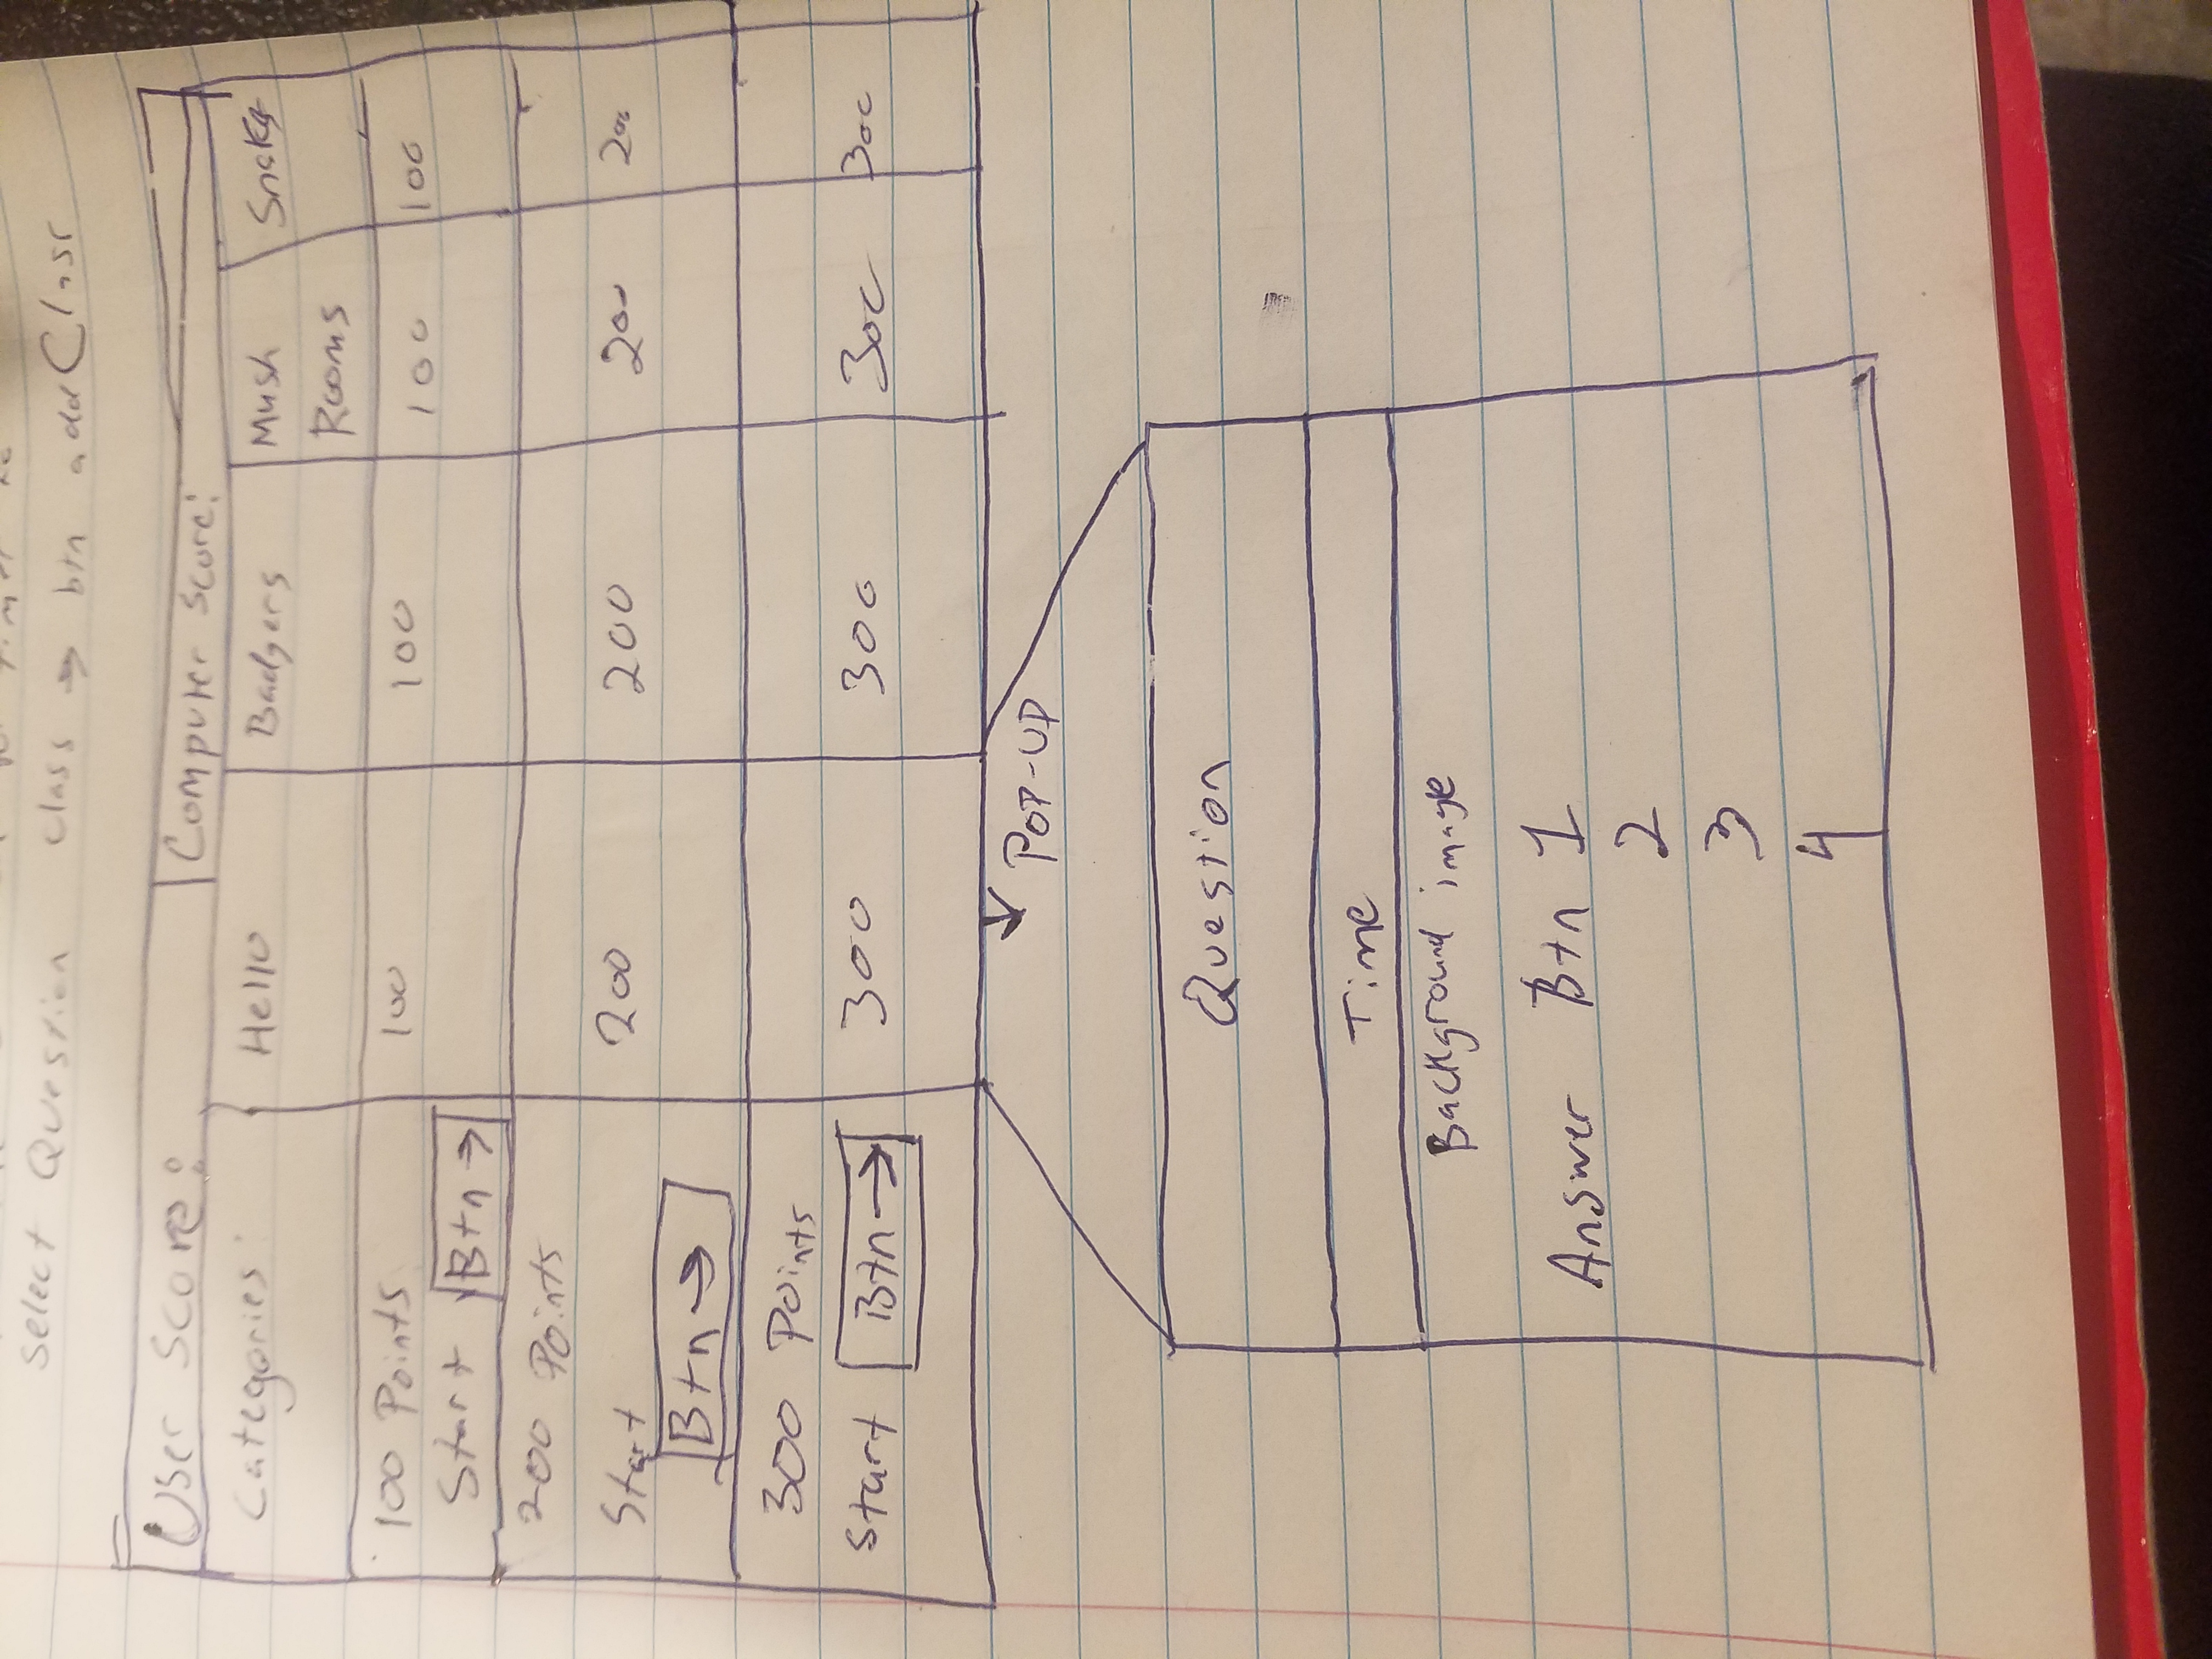 Select Question class → btn addClass
User Score: Computer Score:
Categories: Hello Badgers Mush Snakes
Rooms
100 Points 100 100 100 100
Start Btn →
200 Points
Start 200 200 200 200
Btn →
300 Points
Start Btn → 300 300 300 300
↓ POP-UP
Question
Time
Background image
Answer Btn 1
2
3
4